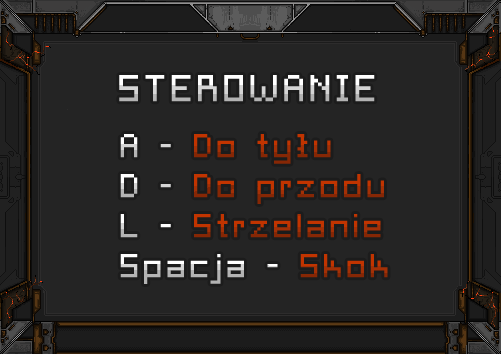 STEROWANIE
A - Do tyłu
D - Do przodu
L - Strzelanie
Spacja - Skok